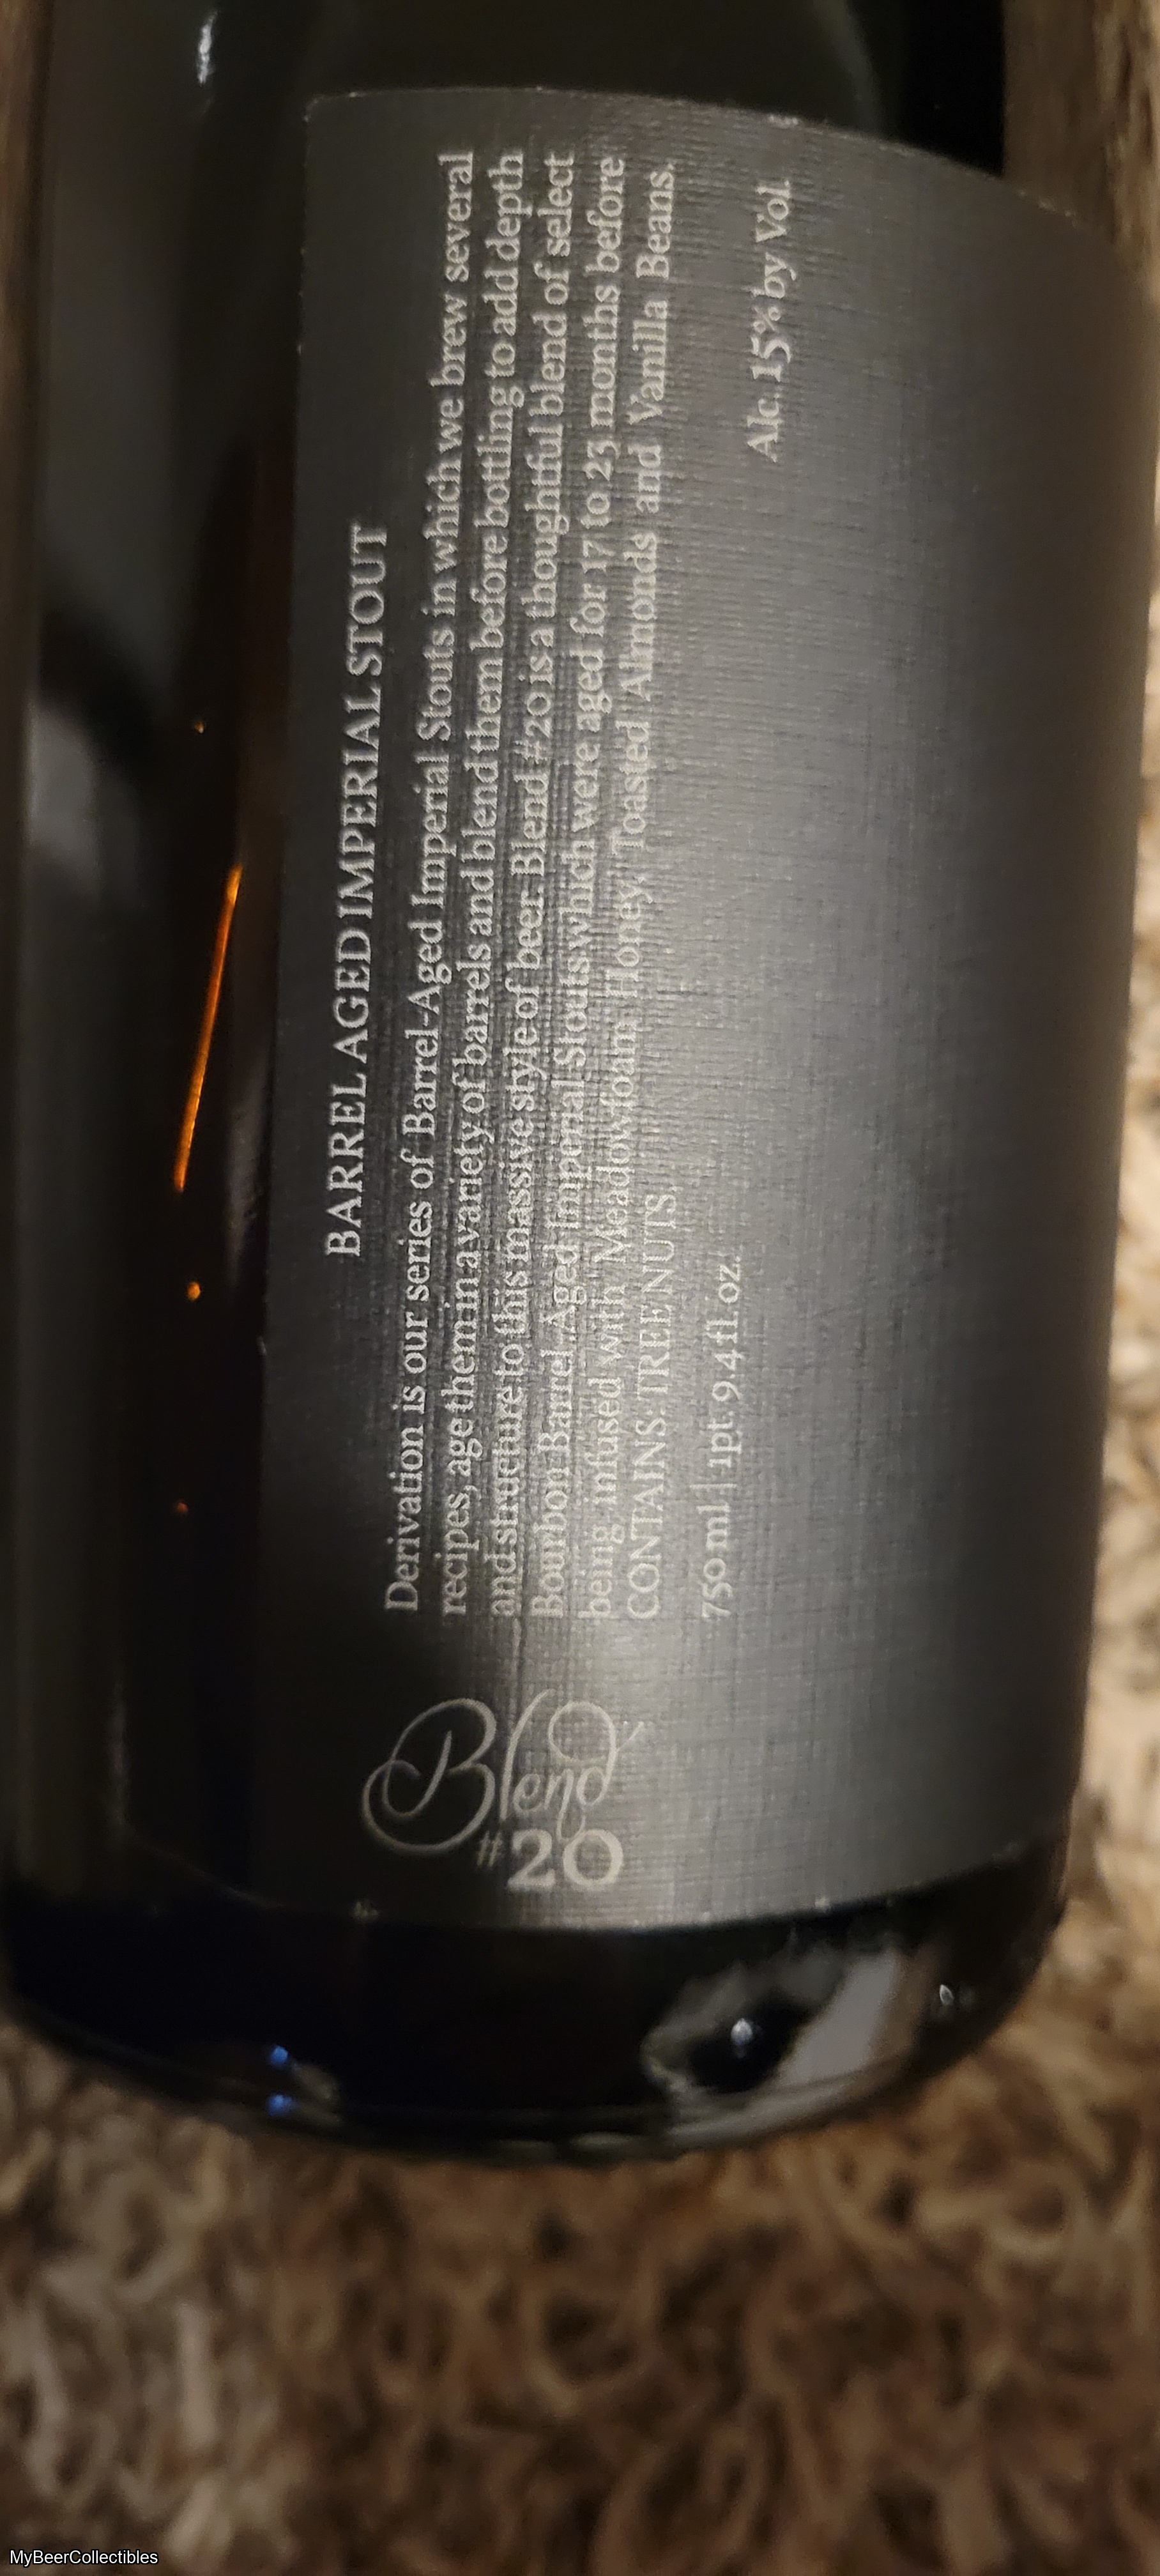 BARREL AGED IMPERIAL STOUT
Derivation is our series of Barrel-Aged Imperial Stouts in which we brew several
recipes, age them in a variety of barrels and blend them before bottling to add depth
and structure to this massive style of beer. Blend #20 is a thoughtful blend of select
Bourbon Barrel-Aged Imperial Stouts which were aged for 17 to 23 months before
being infused with Meadowfoam Honey, Toasted Almonds and Vanilla Beans.
CONTAINS: TREE NUTS.
750 ml | 1pt. 9.4 fl. oz.
Alc. 15% by Vol.
Blend
#20
MyBeerCollectibles